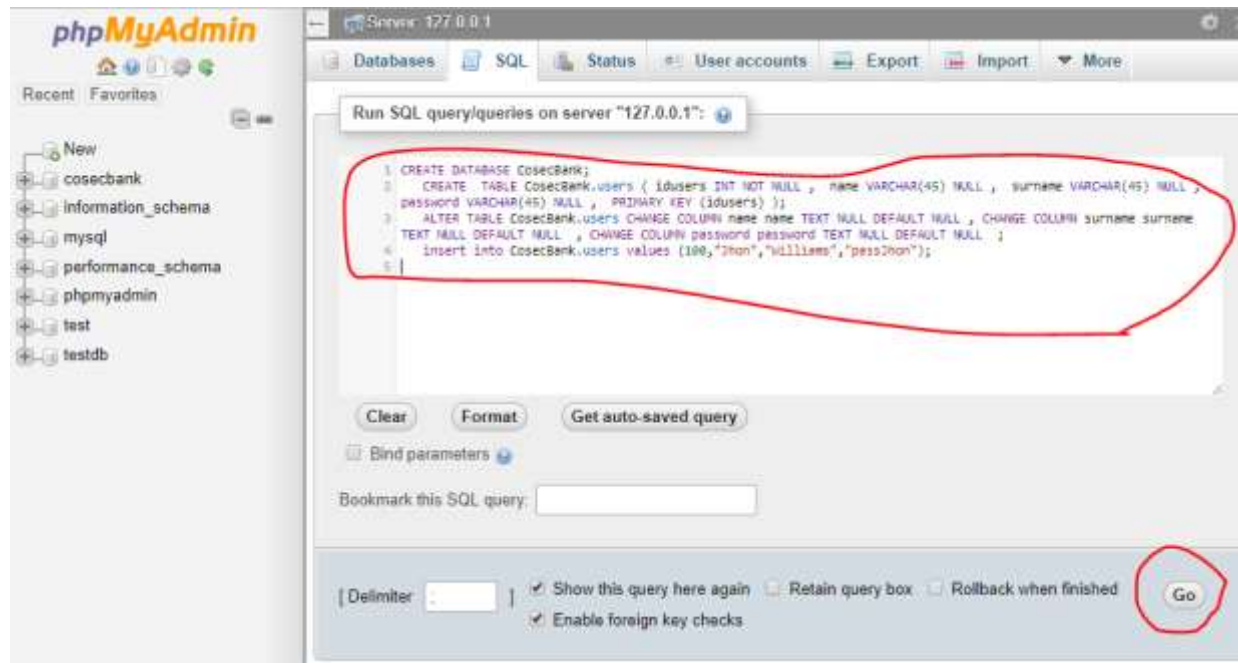 phpMyAdmin
Recent Favorites
New
cosecbank
information_schema
mysql
performance_schema
phpmyadmin
test
testdb
Server: 127.0.0.1
Databases SQL Status User accounts Export Import More
Run SQL query/queries on server "127.0.0.1":
1 CREATE DATABASE CosecBank;
2 CREATE TABLE CosecBank.users ( idusers INT NOT NULL , name VARCHAR(45) NULL , surname VARCHAR(45) NULL ,
password VARCHAR(45) NULL , PRIMARY KEY (idusers) );
3 ALTER TABLE CosecBank.users CHANGE COLUMN name name TEXT NULL DEFAULT NULL , CHANGE COLUMN surname surname
TEXT NULL DEFAULT NULL , CHANGE COLUMN password password TEXT NULL DEFAULT NULL ;
4 insert into CosecBank.users values (100,"Jhon","Williams","passJhon");
5
Clear Format Get auto-saved query
Bind parameters
Bookmark this SQL query:
[ Delimiter ; ] Show this query here again Retain query box Rollback when finished Go
Enable foreign key checks